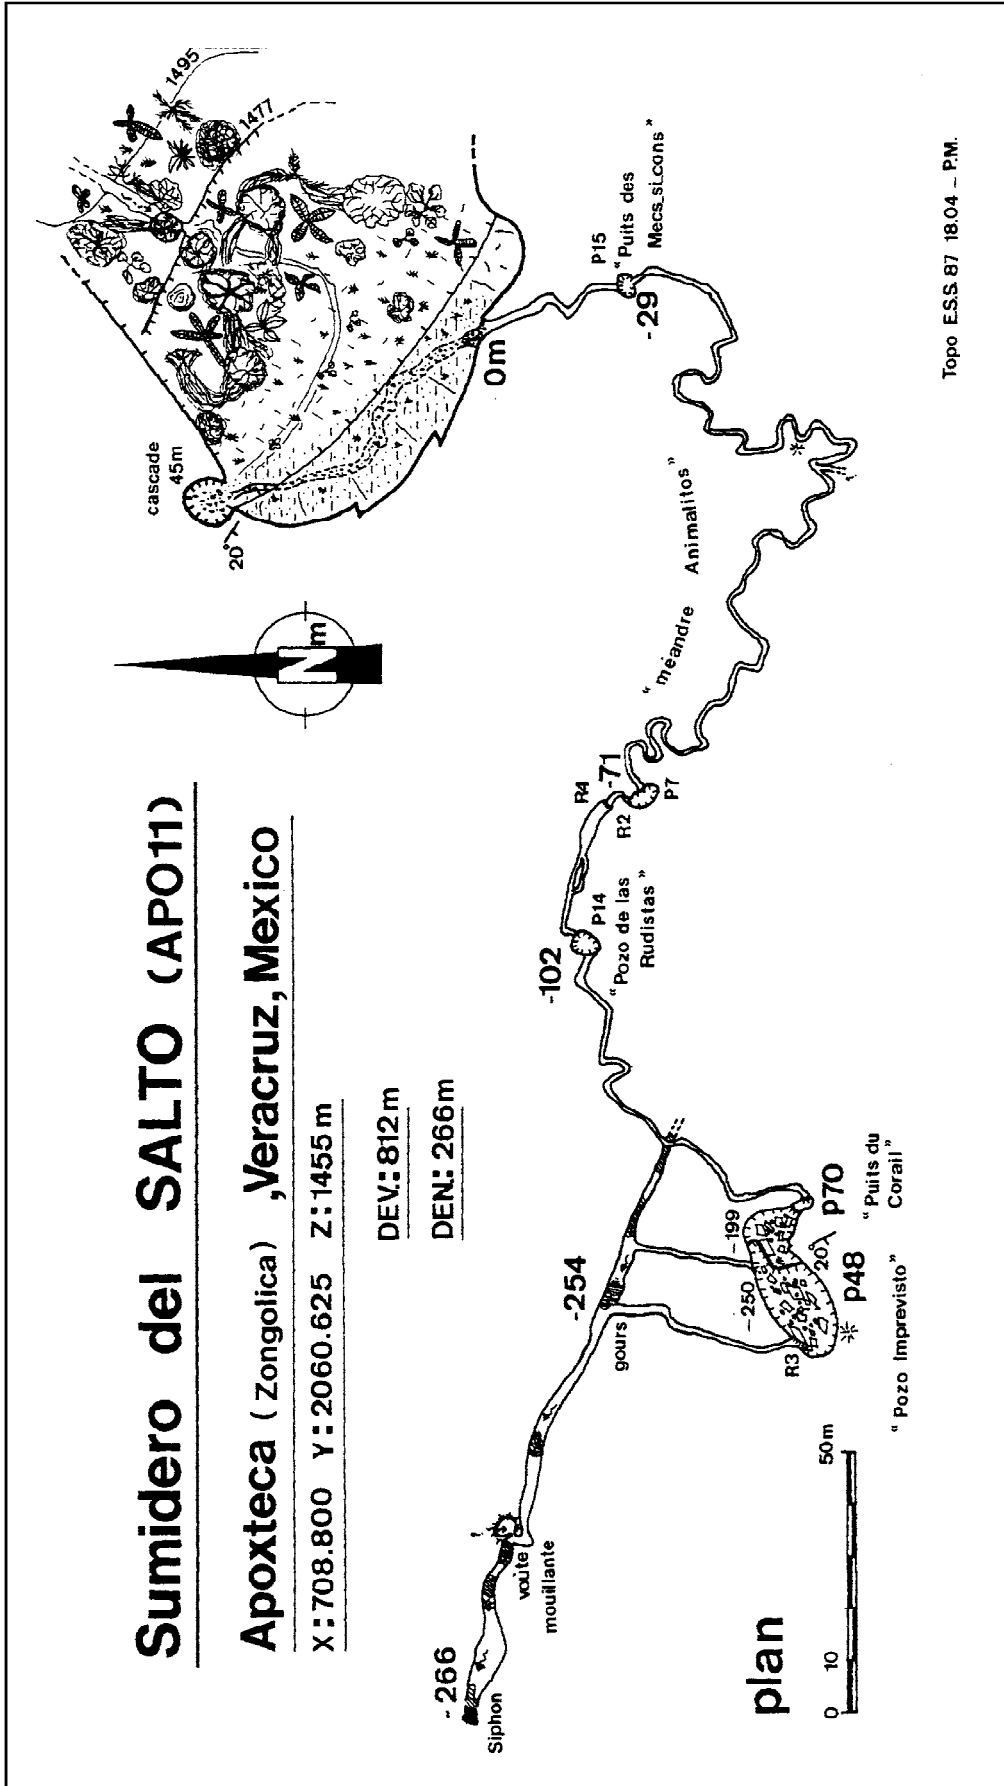 Sumidero del SALTO (APO11)
Apoxteca (Zongolica) ,Veracruz, Mexico
X:708.800 Y:2060.625 Z:1455m
DEV.: 812m
DEN.: 266m
N
m
cascade
45m
20°
1495
1477
0m
P15
"Puits des
Mecs_si_cons"
-29
"méandre Animalitos"
-71
R4
R2
P7
-102
P14
"Pozo de las
Rudistas"
-254
gours
-199
-250
R3
20°
p70
"Puits du
Corail"
p48
"Pozo Imprevisto"
voûte
mouillante
-266
Siphon
plan
0 10 50m
Topo E.S.S. 87 18.04 _ P.M.